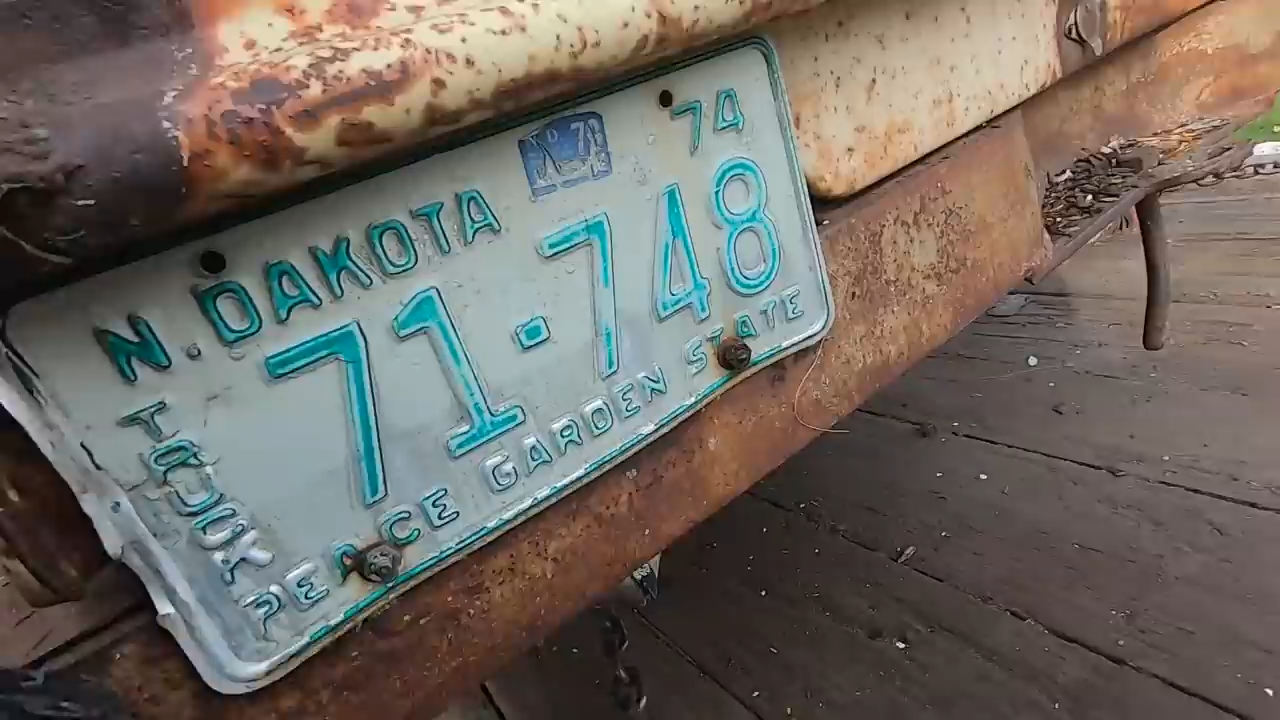 74
N. DAKOTA
71-748
TRUCK
PEACE GARDEN STATE